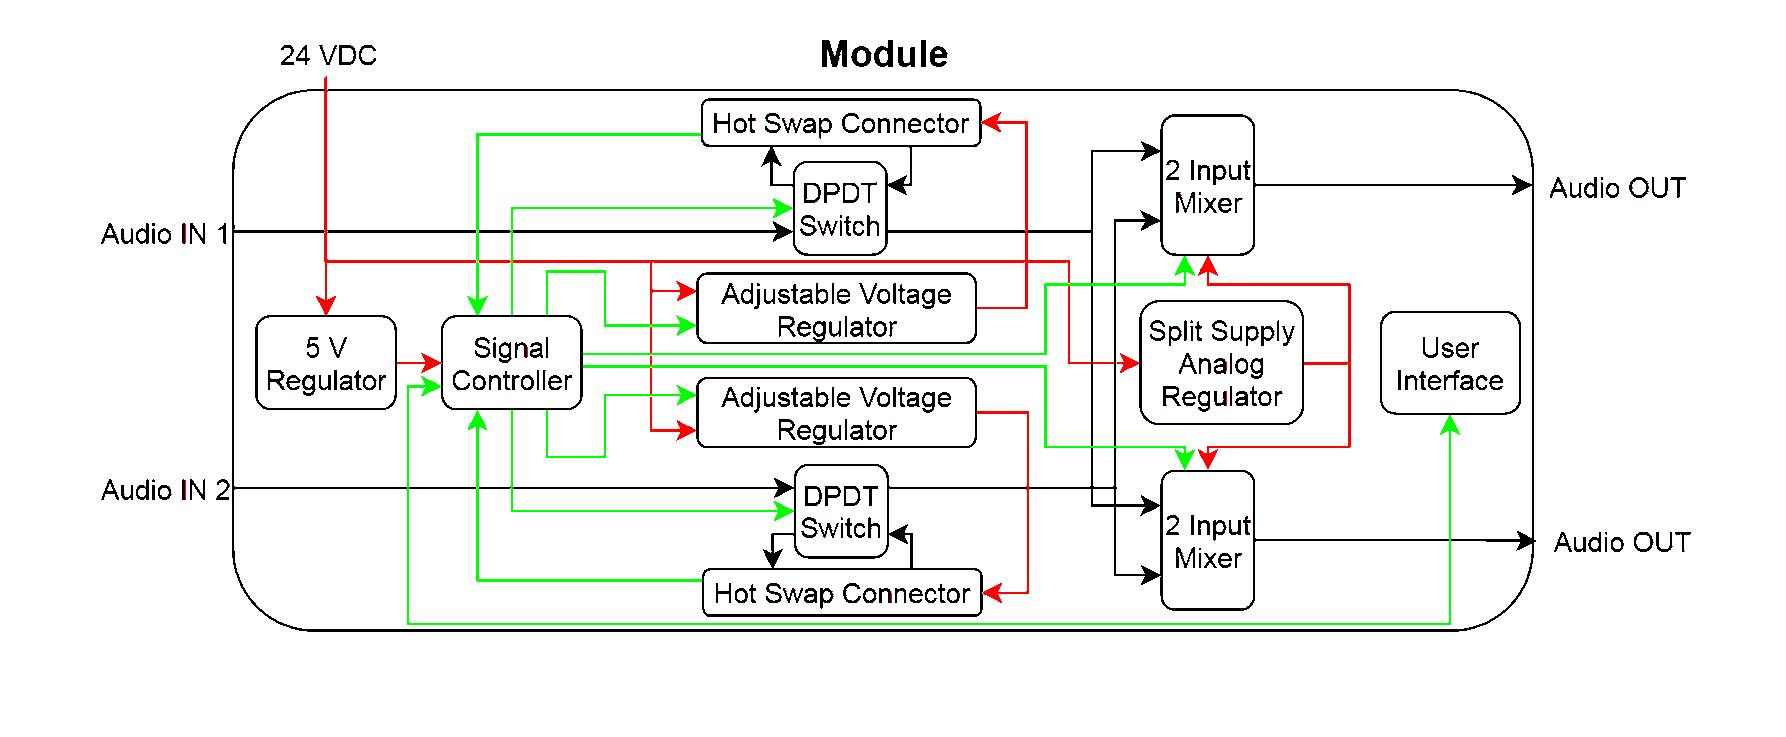 Module
24 VDC
Hot Swap Connector
DPDT
Switch
2 Input
Mixer
Audio OUT
Audio IN 1
Adjustable Voltage
Regulator
5 V
Regulator
Signal
Controller
Split Supply
Analog
Regulator
User
Interface
Adjustable Voltage
Regulator
Audio IN 2
DPDT
Switch
2 Input
Mixer
Audio OUT
Hot Swap Connector